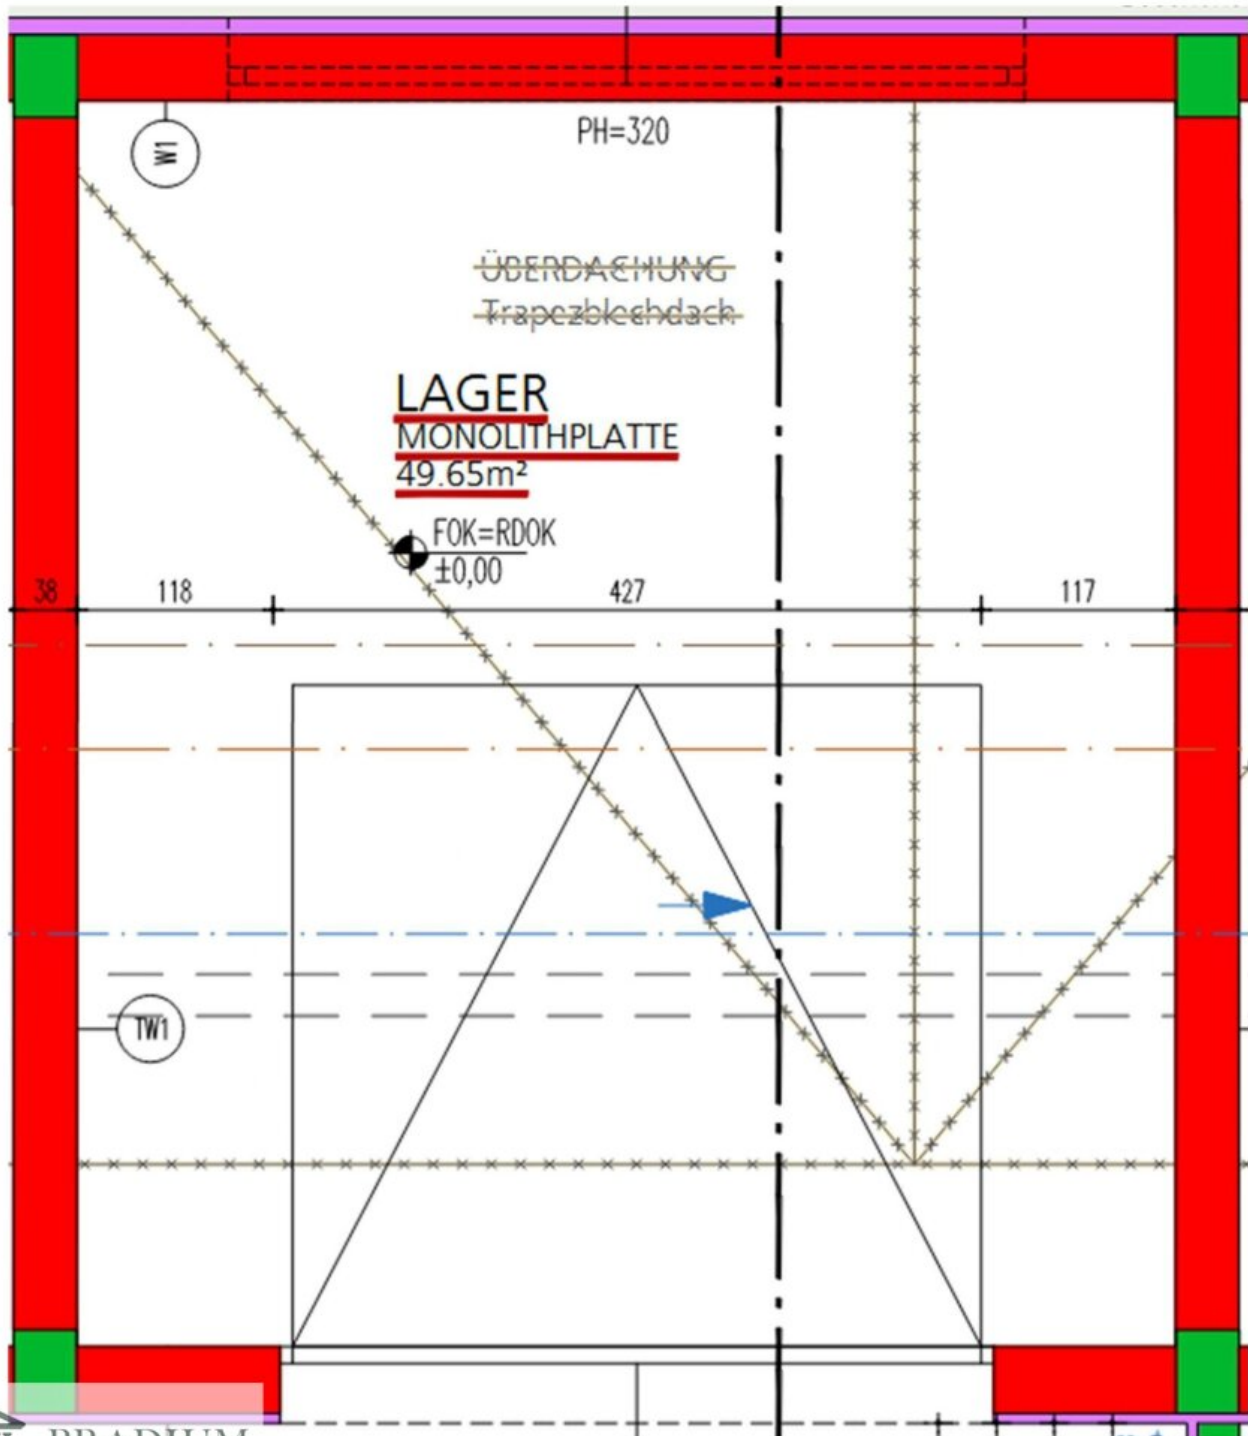 PH=320
W1
ÜBERDACHUNG
Trapezblechdach
LAGER
MONOLITHPLATTE
49.65m²
FOK=RDOK
±0,00
38 118 427 117
TW1